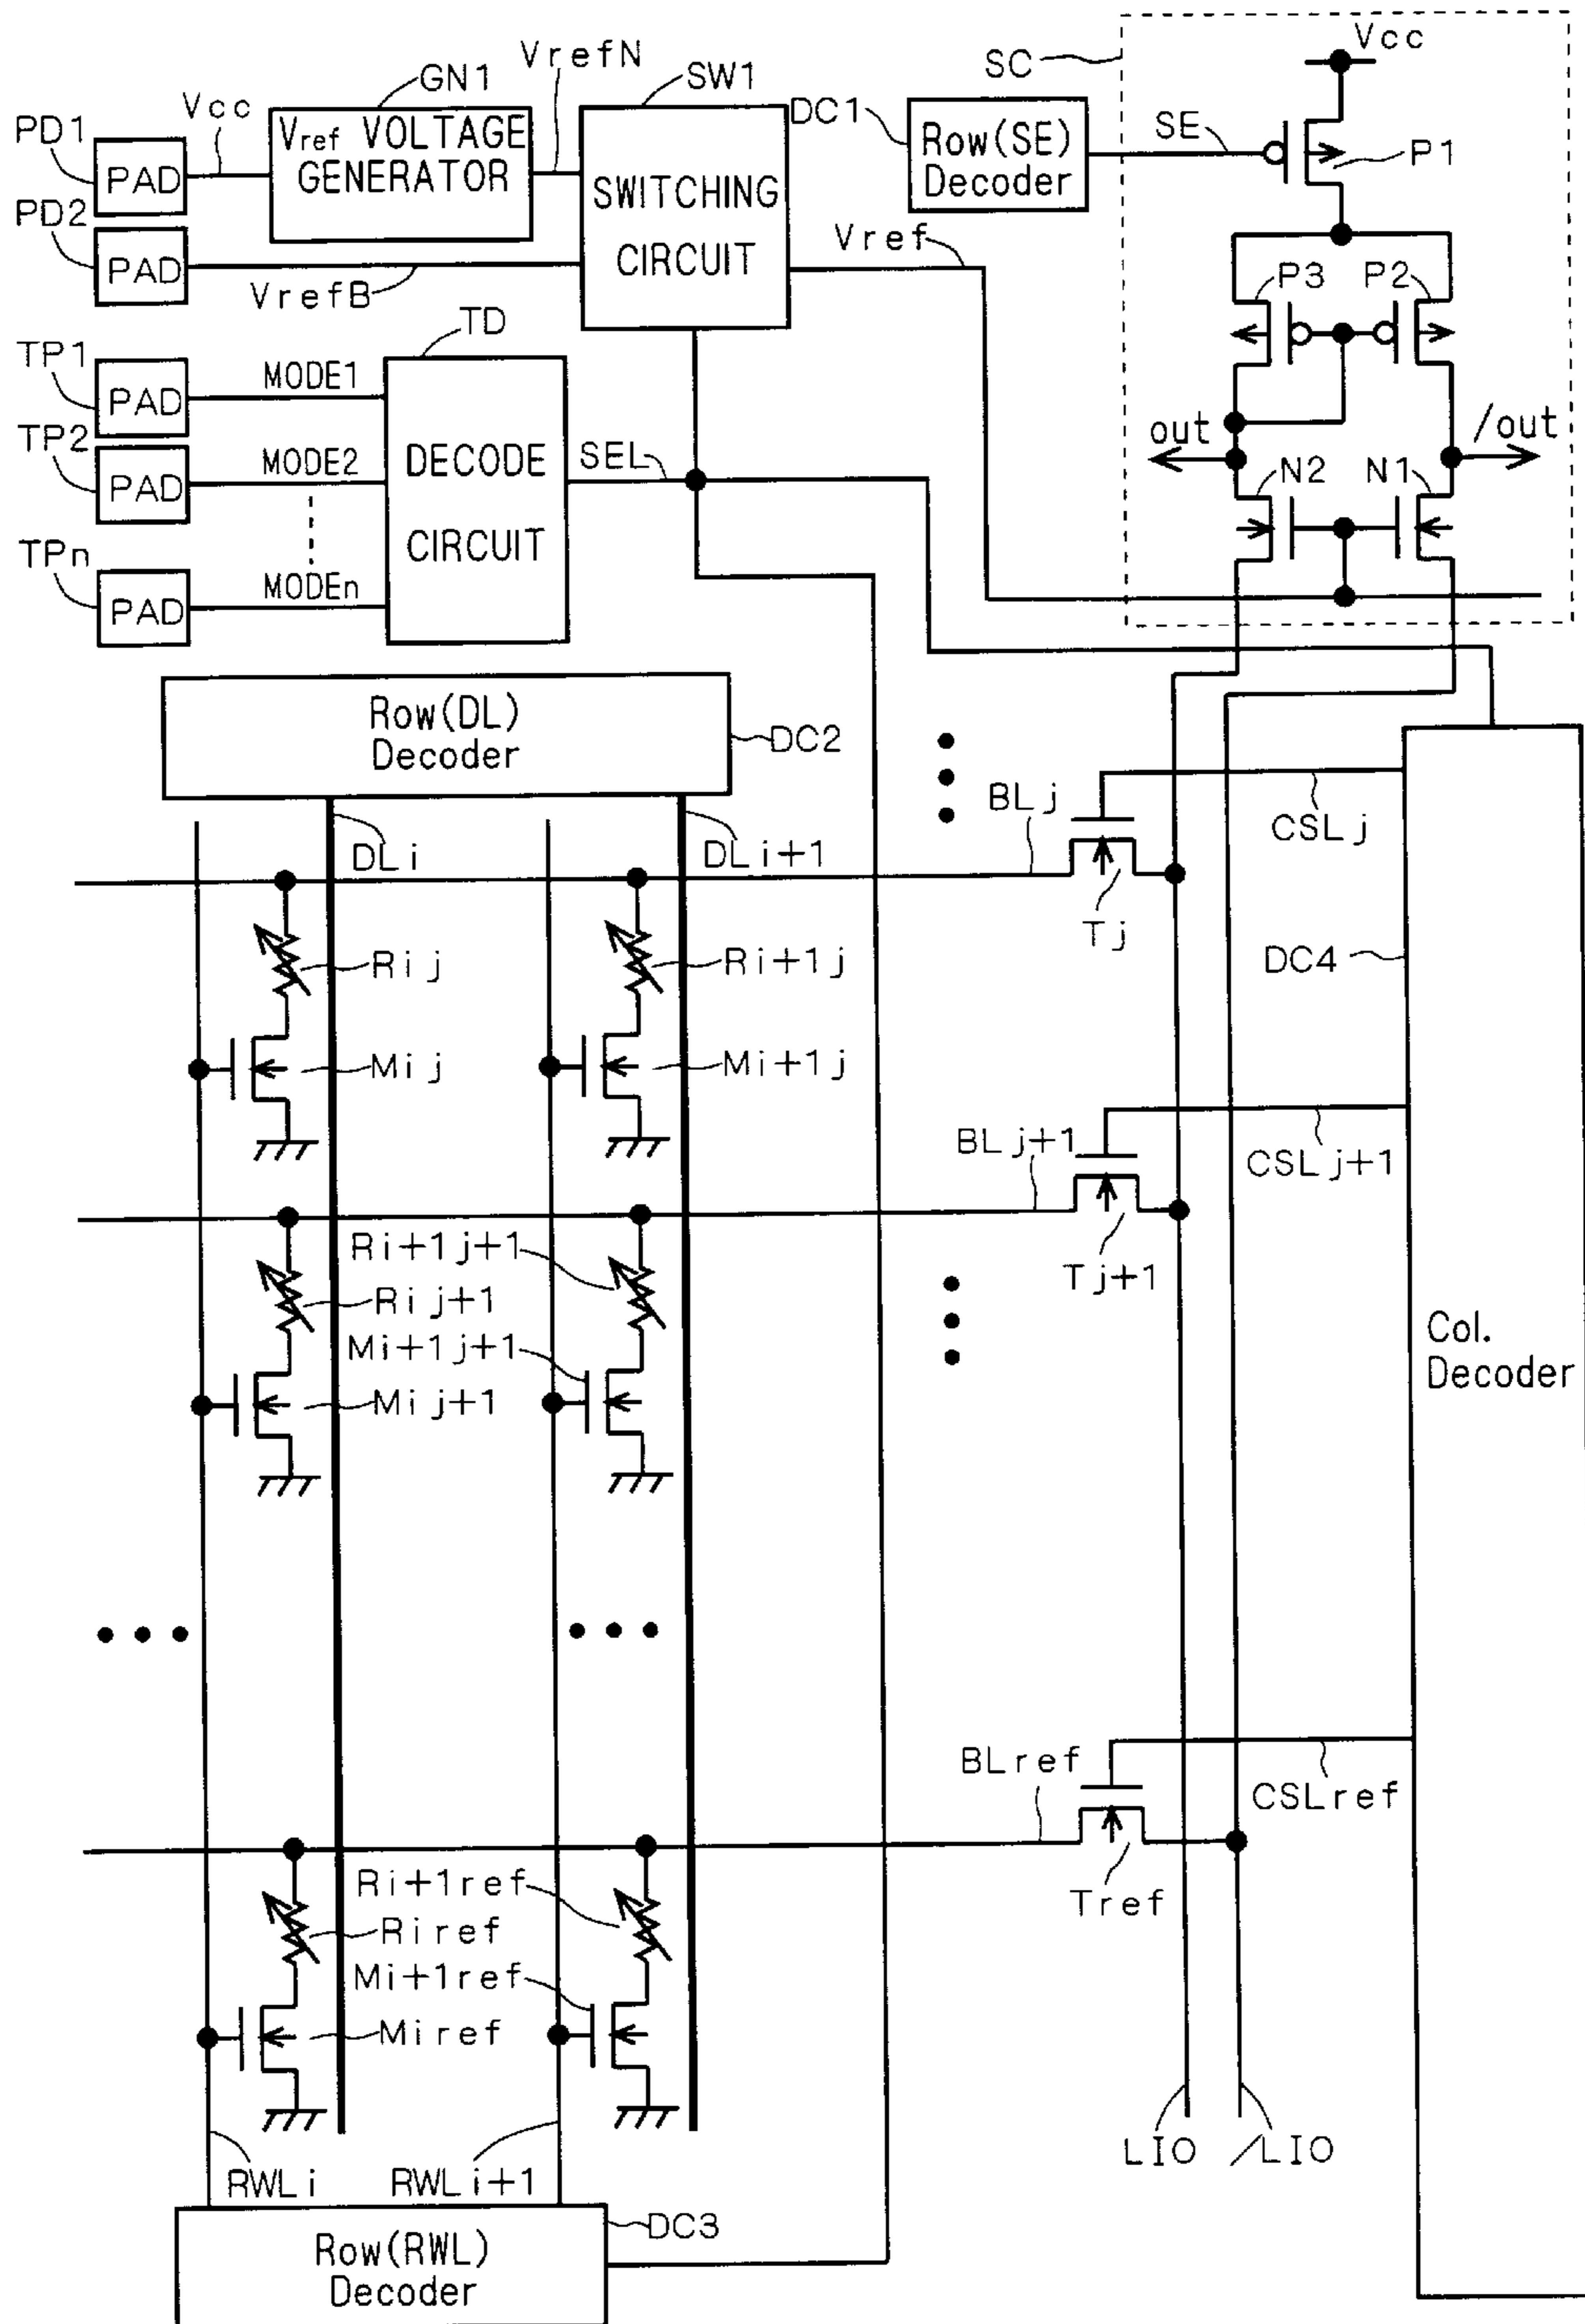 SC
Vcc
VrefN
GN1
SW1
DC1
Vcc
PD1
PAD
Vref VOLTAGE
GENERATOR
SWITCHING
CIRCUIT
Row(SE)
Decoder
SE
P1
PD2
PAD
VrefB
Vref
P3
P2
TD
TP1
PAD
MODE1
TP2
PAD
MODE2
DECODE
CIRCUIT
SEL
out
/out
N2
N1
TPn
PAD
MODEn
Row(DL)
Decoder
DC2
BLj
CSLj
DLi
DLi+1
Tj
Rij
Ri+1j
DC4
Mij
Mi+1j
BLj+1
CSLj+1
Ri+1j+1
Tj+1
Rij+1
Mi+1j+1
Mij+1
Col.
Decoder
BLref
CSLref
Ri+1ref
Tref
Riref
Mi+1ref
Miref
LIO
/LIO
RWLi
RWLi+1
DC3
Row(RWL)
Decoder